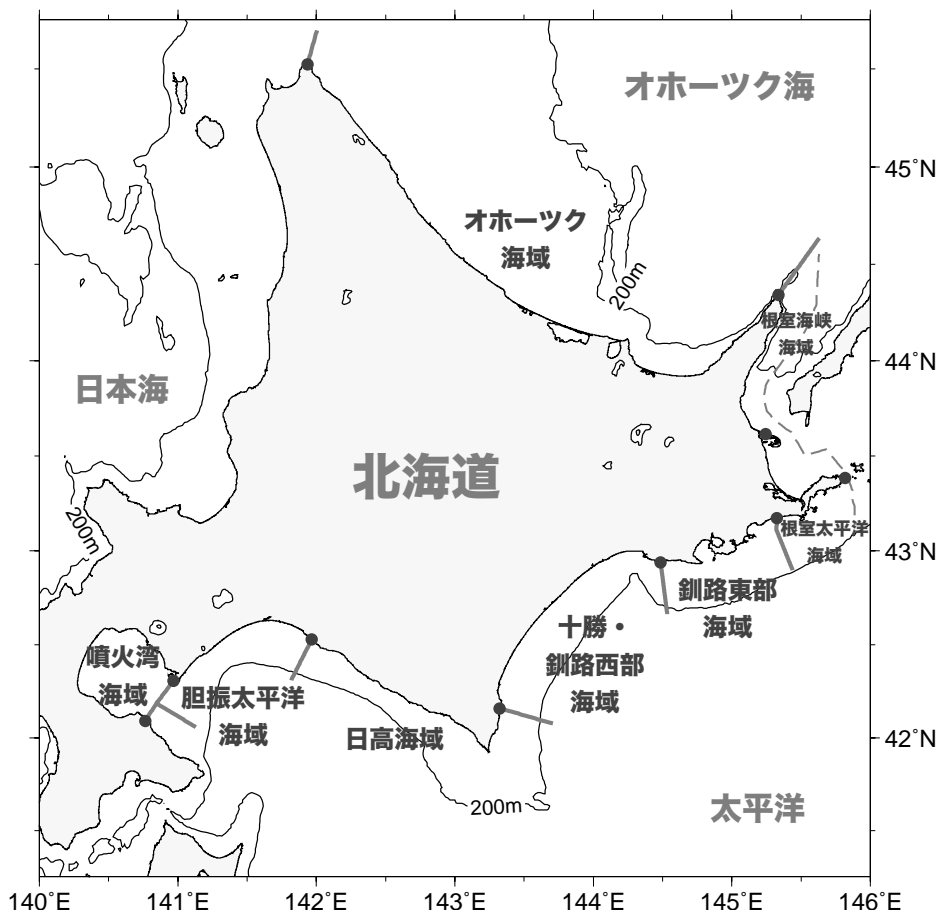 オホーツク海
45˚N
オホーツク
海域
200m
根室海峡
海域
44˚N
日本海
北海道
200m
43˚N
根室太平洋
海域
釧路東部
海域
十勝・
釧路西部
海域
噴火湾
海域
胆振太平洋
海域
日高海域
42˚N
200m
太平洋
140˚E
141˚E
142˚E
143˚E
144˚E
145˚E
146˚E